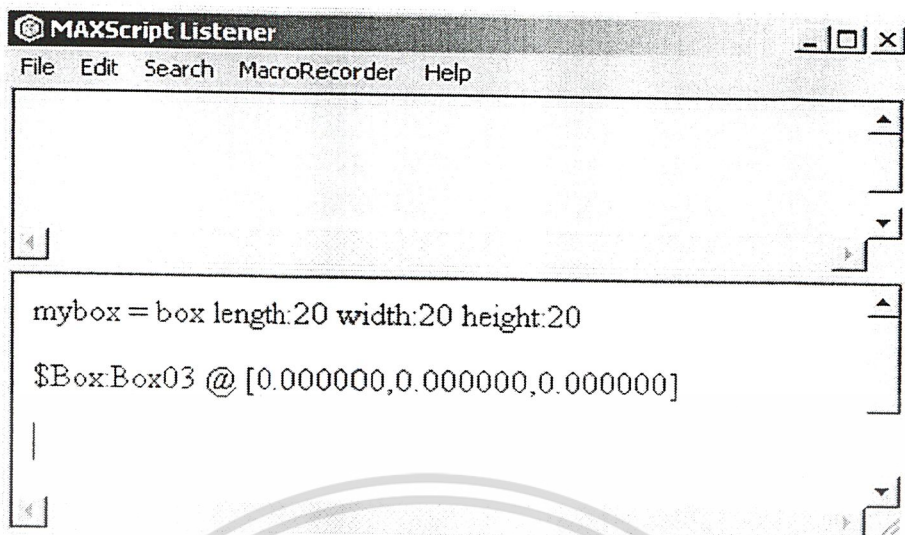 MAXScript Listener
File Edit Search MacroRecorder Help
mybox = box length:20 width:20 height:20
$Box:Box03 @ [0.000000,0.000000,0.000000]